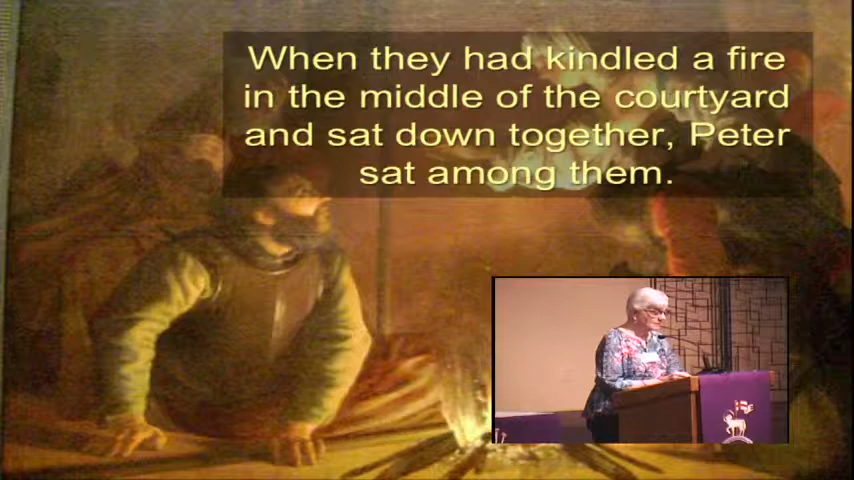 When they had kindled a fire
in the middle of the courtyard
and sat down together, Peter
sat among them.